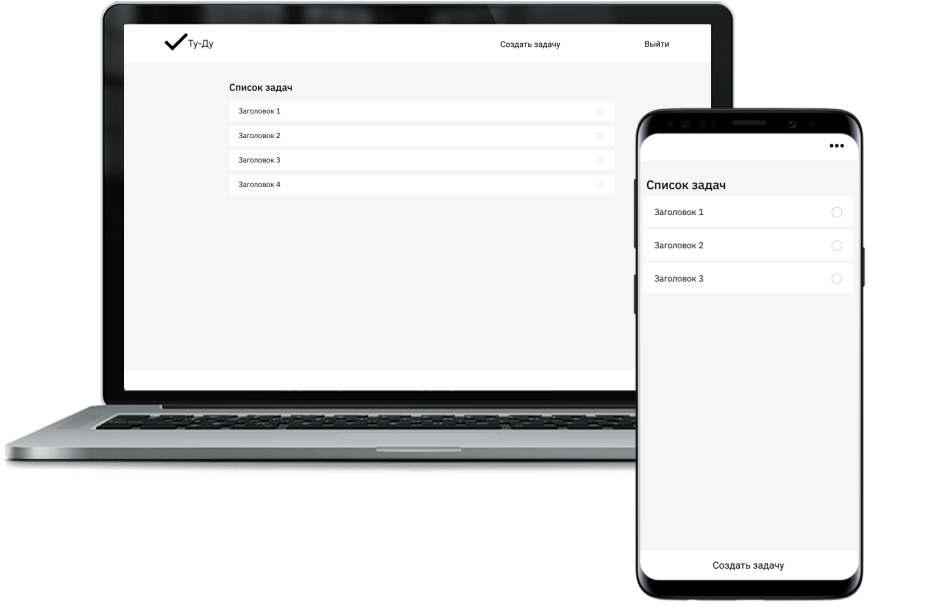 Ту-Ду
Создать задачу
Выйти
Список задач
Заголовок 1
Заголовок 2
Заголовок 3
Заголовок 4
Список задач
Заголовок 1
Заголовок 2
Заголовок 3
Создать задачу